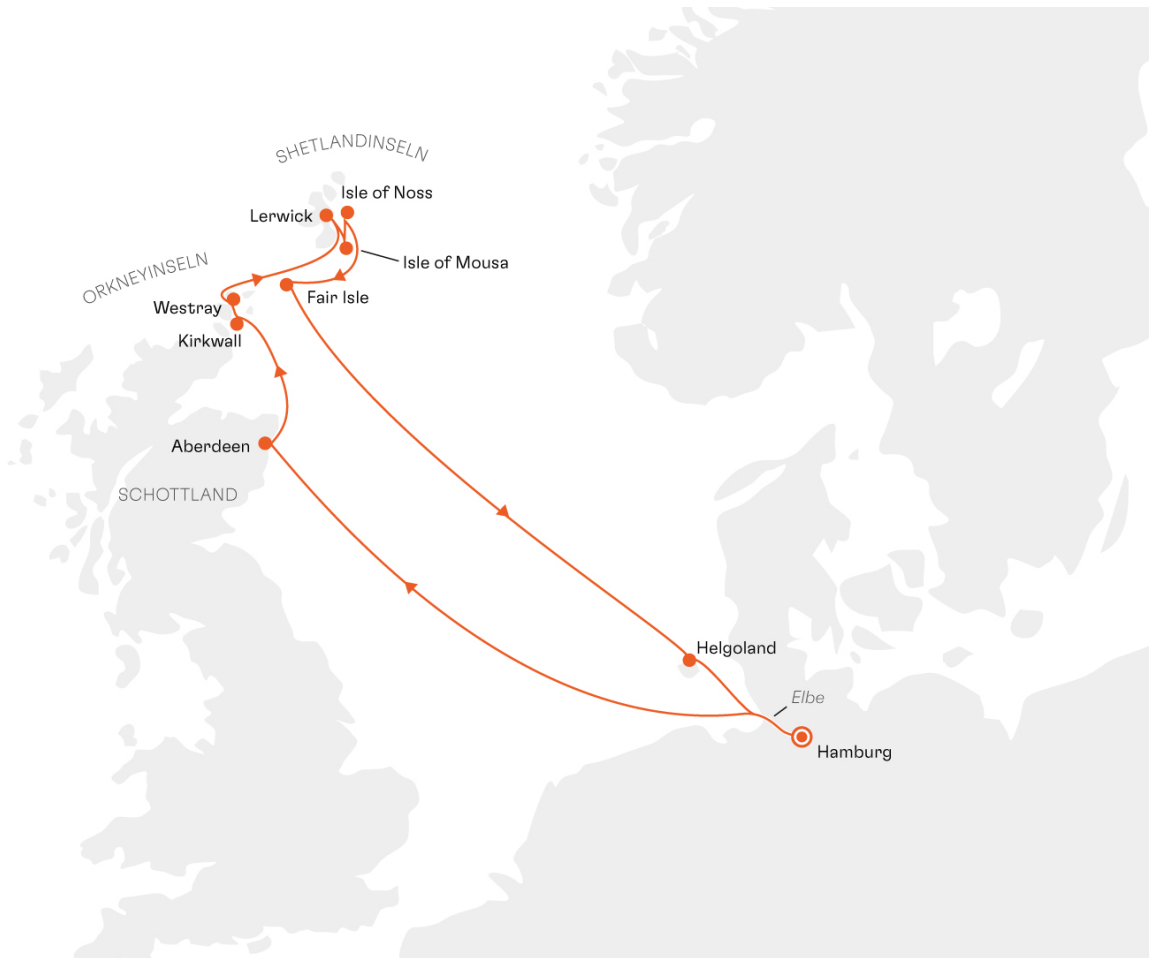 SHETLANDINSELN
Isle of Noss
Lerwick
Isle of Mousa
ORKNEYINSELN
Fair Isle
Westray
Kirkwall
Aberdeen
SCHOTTLAND
Helgoland
Elbe
Hamburg